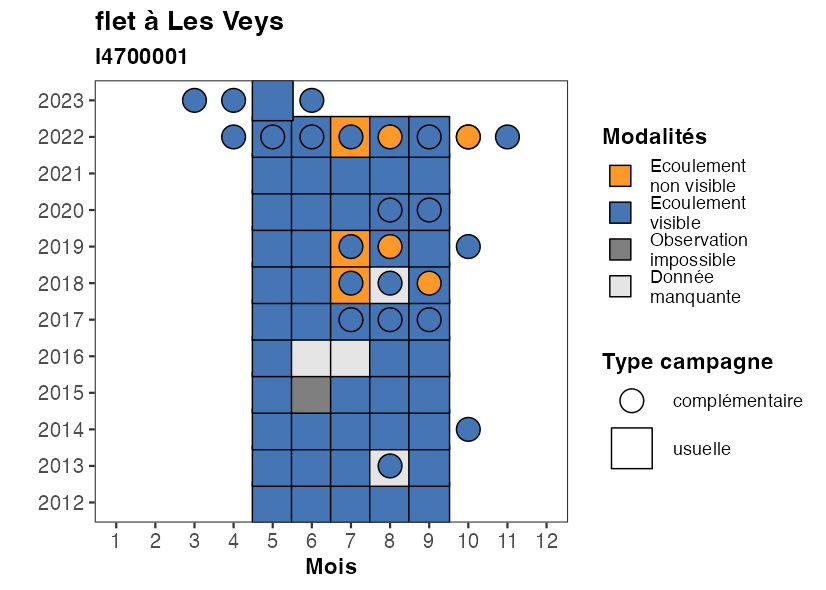 flet à Les Veys
I4700001
2023
2022
2021
2020
2019
2018
2017
2016
2015
2014
2013
2012
1 2 3 4 5 6 7 8 9 10 11 12
Mois
Modalités
Ecoulement
non visible
Ecoulement
visible
Observation
impossible
Donnée
manquante
Type campagne
complémentaire
usuelle